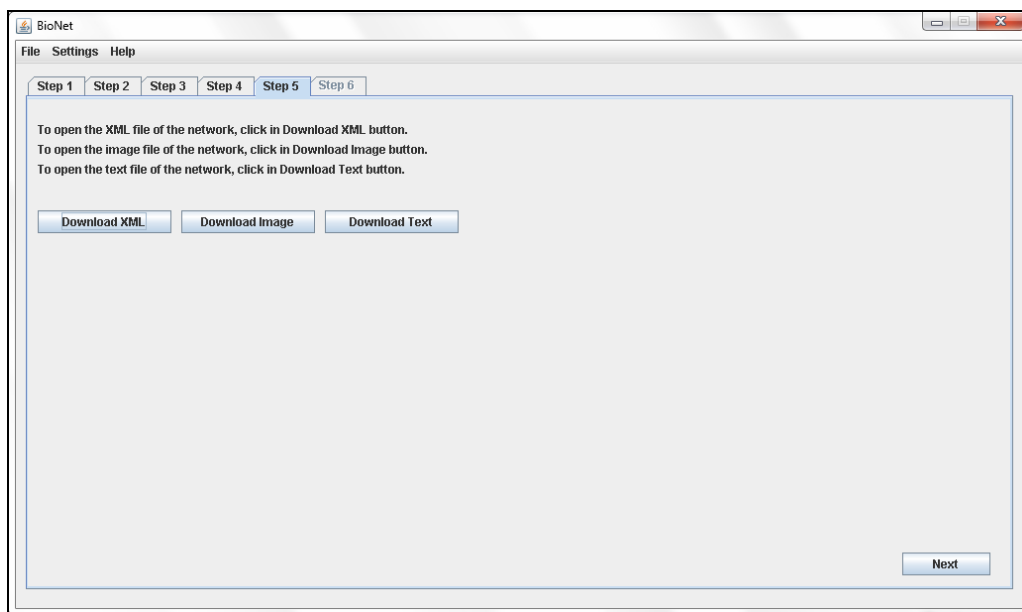 BioNet
File Settings Help
Step 1 Step 2 Step 3 Step 4 Step 5 Step 6
To open the XML file of the network, click in Download XML button.
To open the image file of the network, click in Download Image button.
To open the text file of the network, click in Download Text button.
Download XML Download Image Download Text
Next